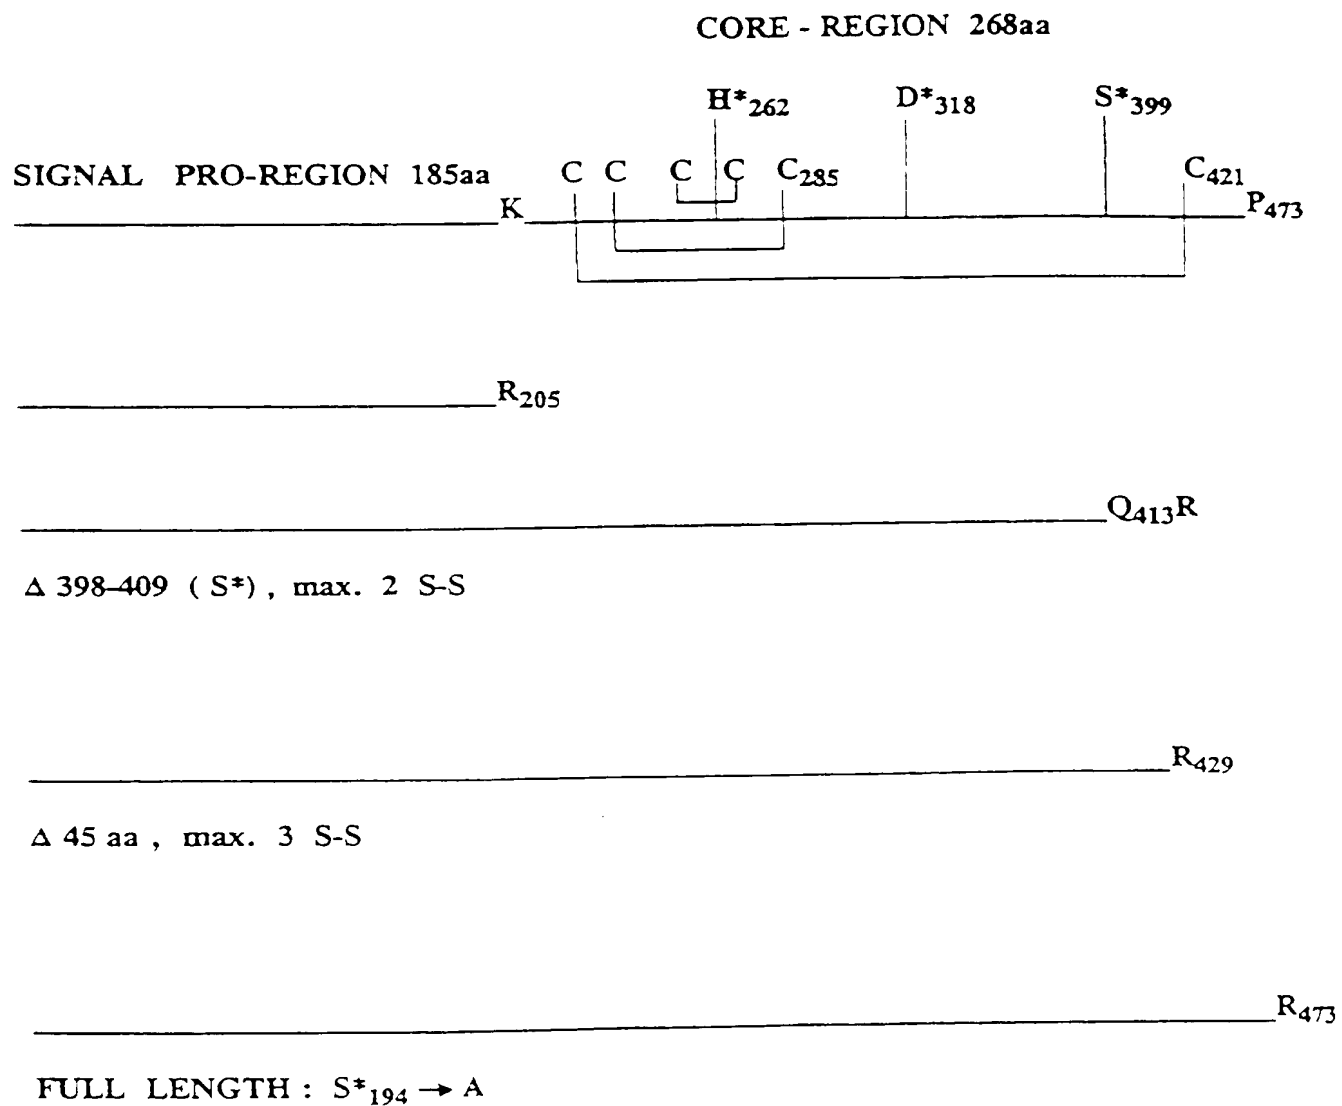 CORE - REGION 268aa
H*262 D*318 S*399
SIGNAL PRO-REGION 185aa C C C C C285 C421
K P473
R205
Q413R
Δ 398-409 ( S*) , max. 2 S-S
R429
Δ 45 aa , max. 3 S-S
R473
FULL LENGTH : S*194 → A